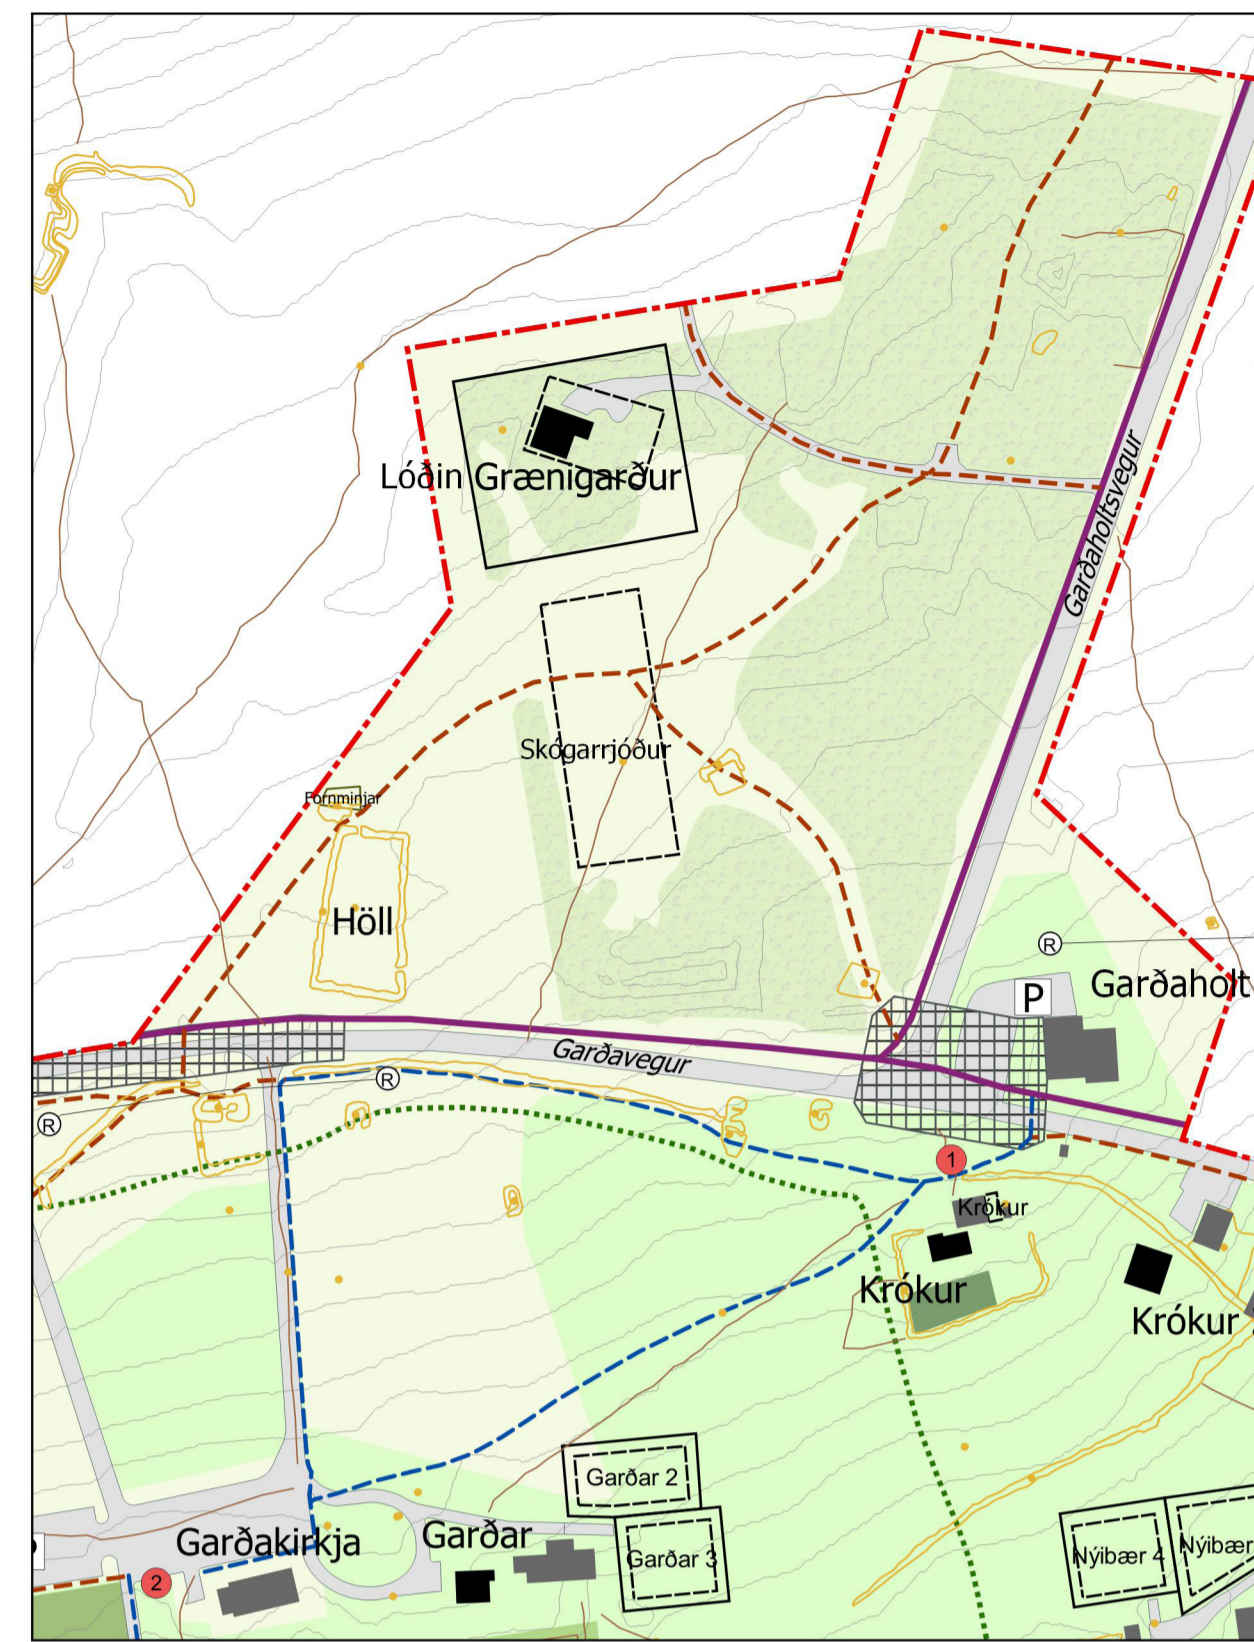 Lóðin Grænigarður
Garðaholtsvegur
Skógarrjóður
Fornminjar
Höll
R
P
Garðaholt
Garðavegur
R
R
1
Krókur
Krókur
Krókur
Garðar 2
Garðakirkja
Garðar
Garðar 3
Nýibær 4
Nýibær
2